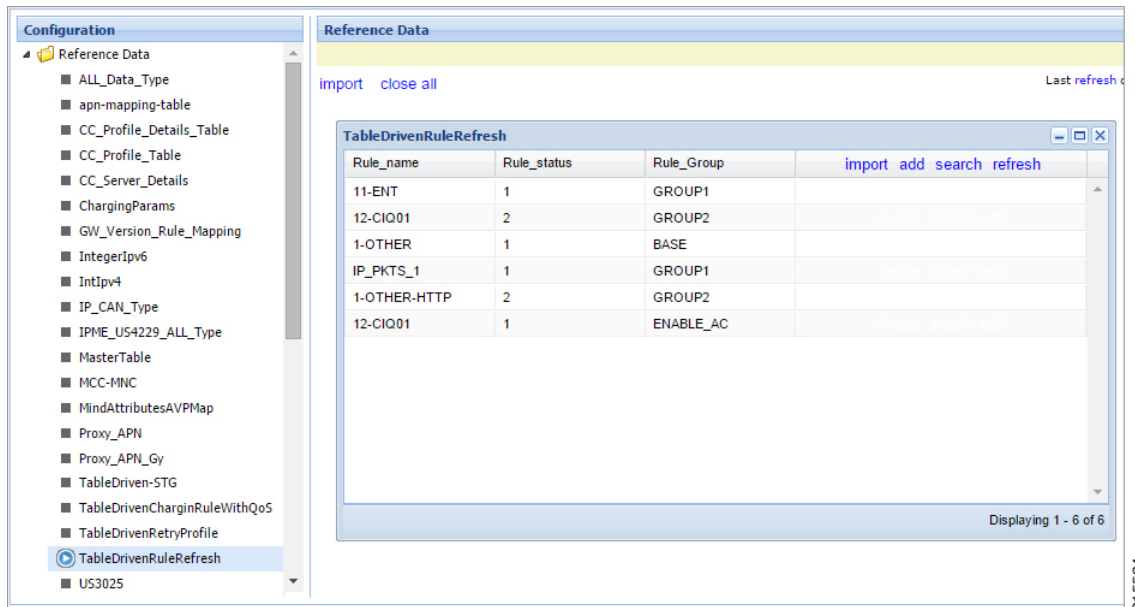 Configuration
Reference Data
ALL_Data_Type
apn-mapping-table
CC_Profile_Details_Table
CC_Profile_Table
CC_Server_Details
ChargingParams
GW_Version_Rule_Mapping
IntegerIpv6
IntIpv4
IP_CAN_Type
IPME_US4229_ALL_Type
MasterTable
MCC-MNC
MindAttributesAVPMap
Proxy_APN
Proxy_APN_Gy
TableDriven-STG
TableDrivenCharginRuleWithQoS
TableDrivenRetryProfile
TableDrivenRuleRefresh
US3025
Reference Data
import close all
Last refresh
TableDrivenRuleRefresh
Rule_name Rule_status Rule_Group import add search refresh
11-ENT 1 GROUP1
12-CIQ01 2 GROUP2
1-OTHER 1 BASE
IP_PKTS_1 1 GROUP1
1-OTHER-HTTP 2 GROUP2
12-CIQ01 1 ENABLE_AC
Displaying 1 - 6 of 6